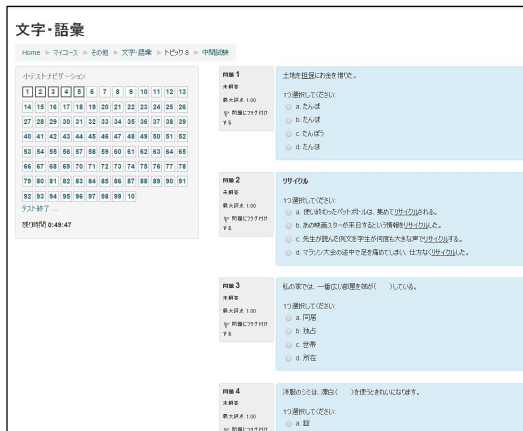 文字・語彙
Home ▶ マイコース ▶ その他 ▶ 文字・語彙 ▶ トピック 8 ▶ 中間試験
小テストナビゲーション
1 2 3 4 5 6 7 8 9 10 11 12 13
14 15 16 17 18 19 20 21 22 23 24 25 26
27 28 29 30 31 32 33 34 35 36 37 38 39
40 41 42 43 44 45 46 47 48 49 50 51 52
53 54 55 56 57 58 59 60 61 62 63 64 65
66 67 68 69 70 71 72 73 74 75 76 77 78
79 80 81 82 83 84 85 86 87 88 89 90 91
92 93 94 95 96 97 98 99 10
テスト終了 ...
残り時間 0:49:47
問題 1
未解答
最大評点 1.00
問題にフラグ付けする
土地を担保にお金を借りた。
1つ選択してください:
問題 2
未解答
最大評点 1.00
問題にフラグ付けする
リサイクル
1つ選択してください:
a. 使い終わったペットボトルは、集めてリサイクルされる。
b. あの映画スターが来日するという情報をリサイクルした。
c. 先生が読んだ例文を学生が何度も大きな声でリサイクルする。
d. マラソン大会の途中で足を痛めてしまい、仕方なくリサイクルした。
問題 3
未解答
最大評点 1.00
問題にフラグ付けする
私の家では、一番広い部屋を姉が( )している。
1つ選択してください:
a. 同居
b. 独占
c. 世帯
d. 所在
問題 4
未解答
最大評点 1.00
問題にフラグ付け
洋服のシミは、漂白( )を使うときれいになります。
1つ選択してください: